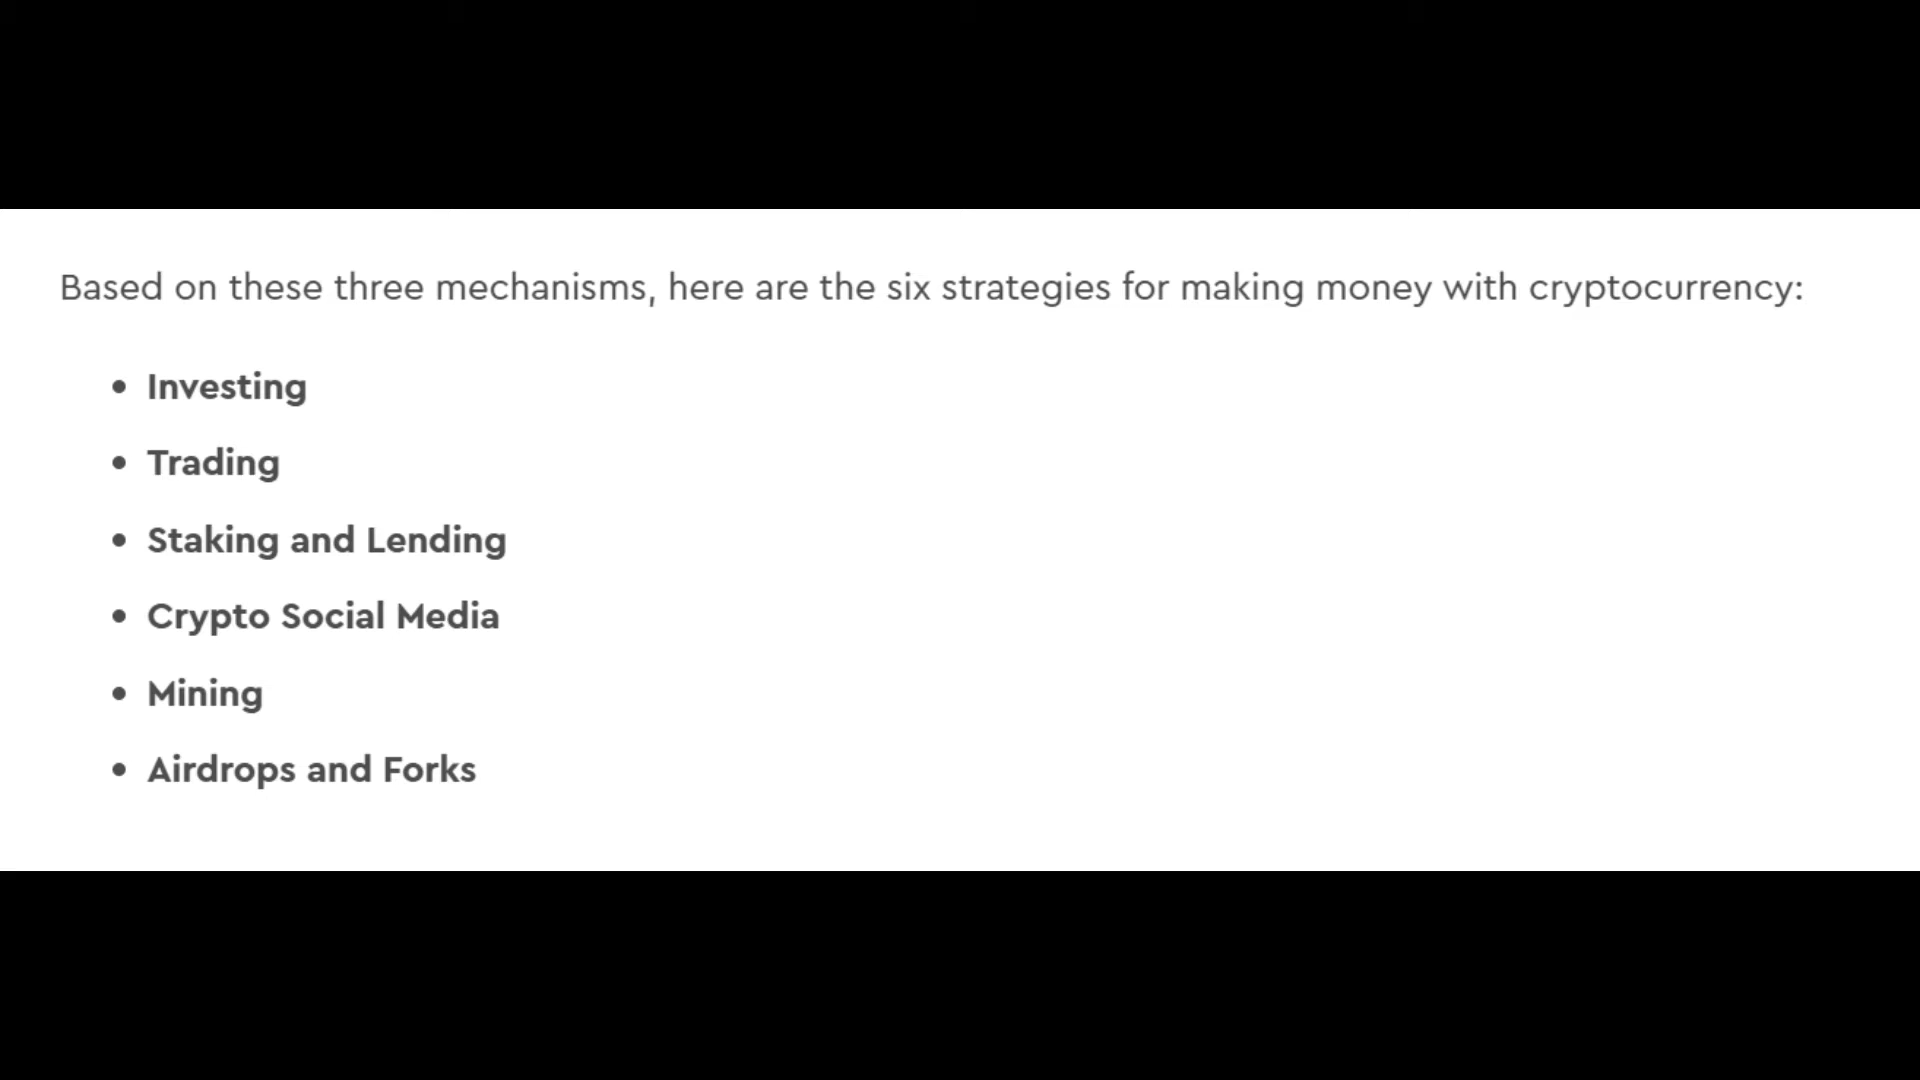 Based on these three mechanisms, here are the six strategies for making money with cryptocurrency:
• Investing
• Trading
• Staking and Lending
• Crypto Social Media
• Mining
• Airdrops and Forks